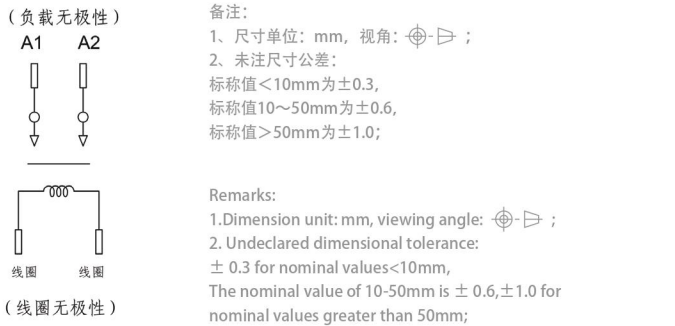 （负载无极性）
A1 A2
线圈 线圈
（线圈无极性）
备注：
1、尺寸单位：mm，视角： ；
2、未注尺寸公差：
标称值＜10mm为±0.3，
标称值10～50mm为±0.6，
标称值＞50mm为±1.0；
Remarks:
1.Dimension unit: mm, viewing angle: ；
2. Undeclared dimensional tolerance:
± 0.3 for nominal values<10mm,
The nominal value of 10-50mm is ± 0.6,±1.0 for
nominal values greater than 50mm;